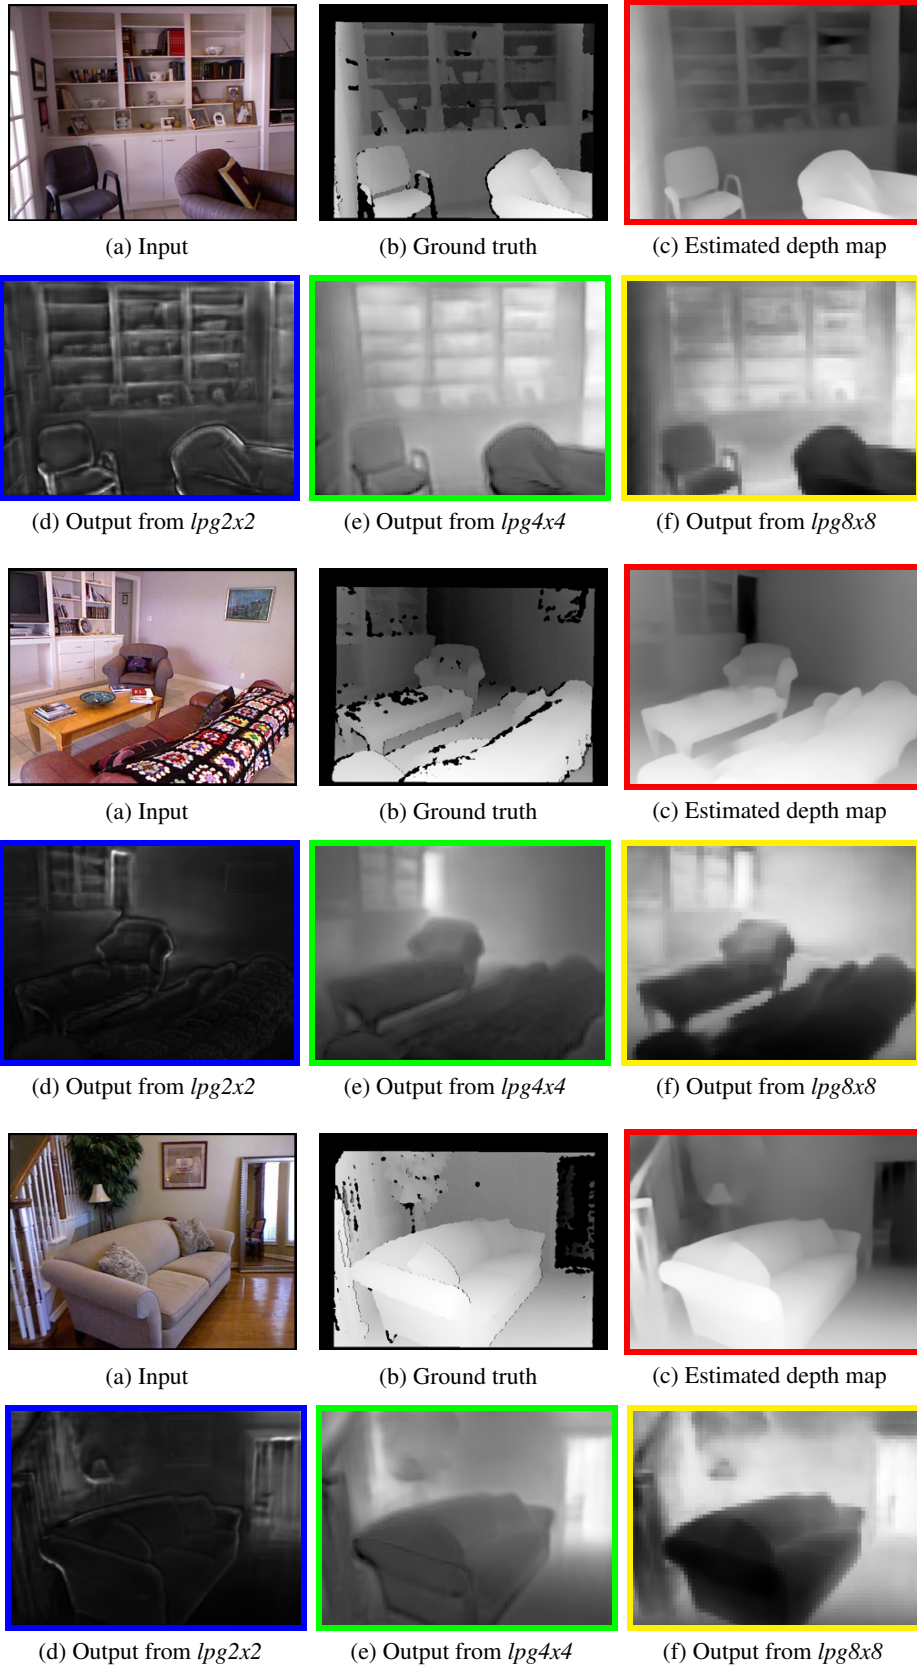 (a) Input
(b) Ground truth
(c) Estimated depth map
(d) Output from lpg2x2
(e) Output from lpg4x4
(f) Output from lpg8x8
(a) Input
(b) Ground truth
(c) Estimated depth map
(d) Output from lpg2x2
(e) Output from lpg4x4
(f) Output from lpg8x8
(a) Input
(b) Ground truth
(c) Estimated depth map
(d) Output from lpg2x2
(e) Output from lpg4x4
(f) Output from lpg8x8